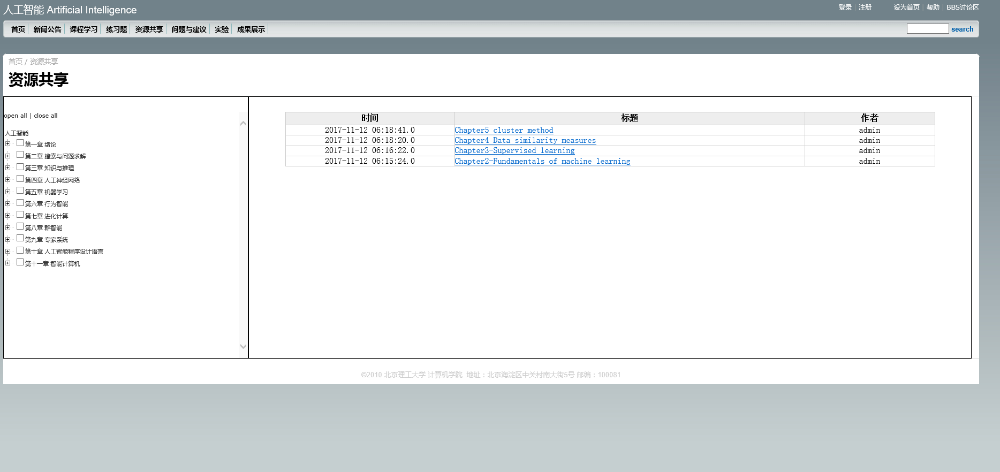 人工智能 Artificial Intelligence
登录 | 注册 设为首页 | 帮助 | BBS讨论区
首页 新闻公告 课程学习 练习题 资源共享 问题与建议 实验 成果展示 search
首页 / 资源共享
资源共享
open all | close all
人工智能
第一章 绪论
第二章 搜索与问题求解
第三章 知识与推理
第四章 人工神经网络
第五章 机器学习
第六章 行为智能
第七章 进化计算
第八章 群智能
第九章 专家系统
第十章 人工智能程序设计语言
第十一章 智能计算机
时间 标题 作者
2017-11-12 06:18:41.0 Chapter5 cluster method admin
2017-11-12 06:18:20.0 Chapter4 Data similarity measures admin
2017-11-12 06:16:22.0 Chapter3-Supervised learning admin
2017-11-12 06:15:24.0 Chapter2-Fundamentals of machine learning admin
©2010 北京理工大学 计算机学院 地址：北京海淀区中关村南大街5号 邮编：100081